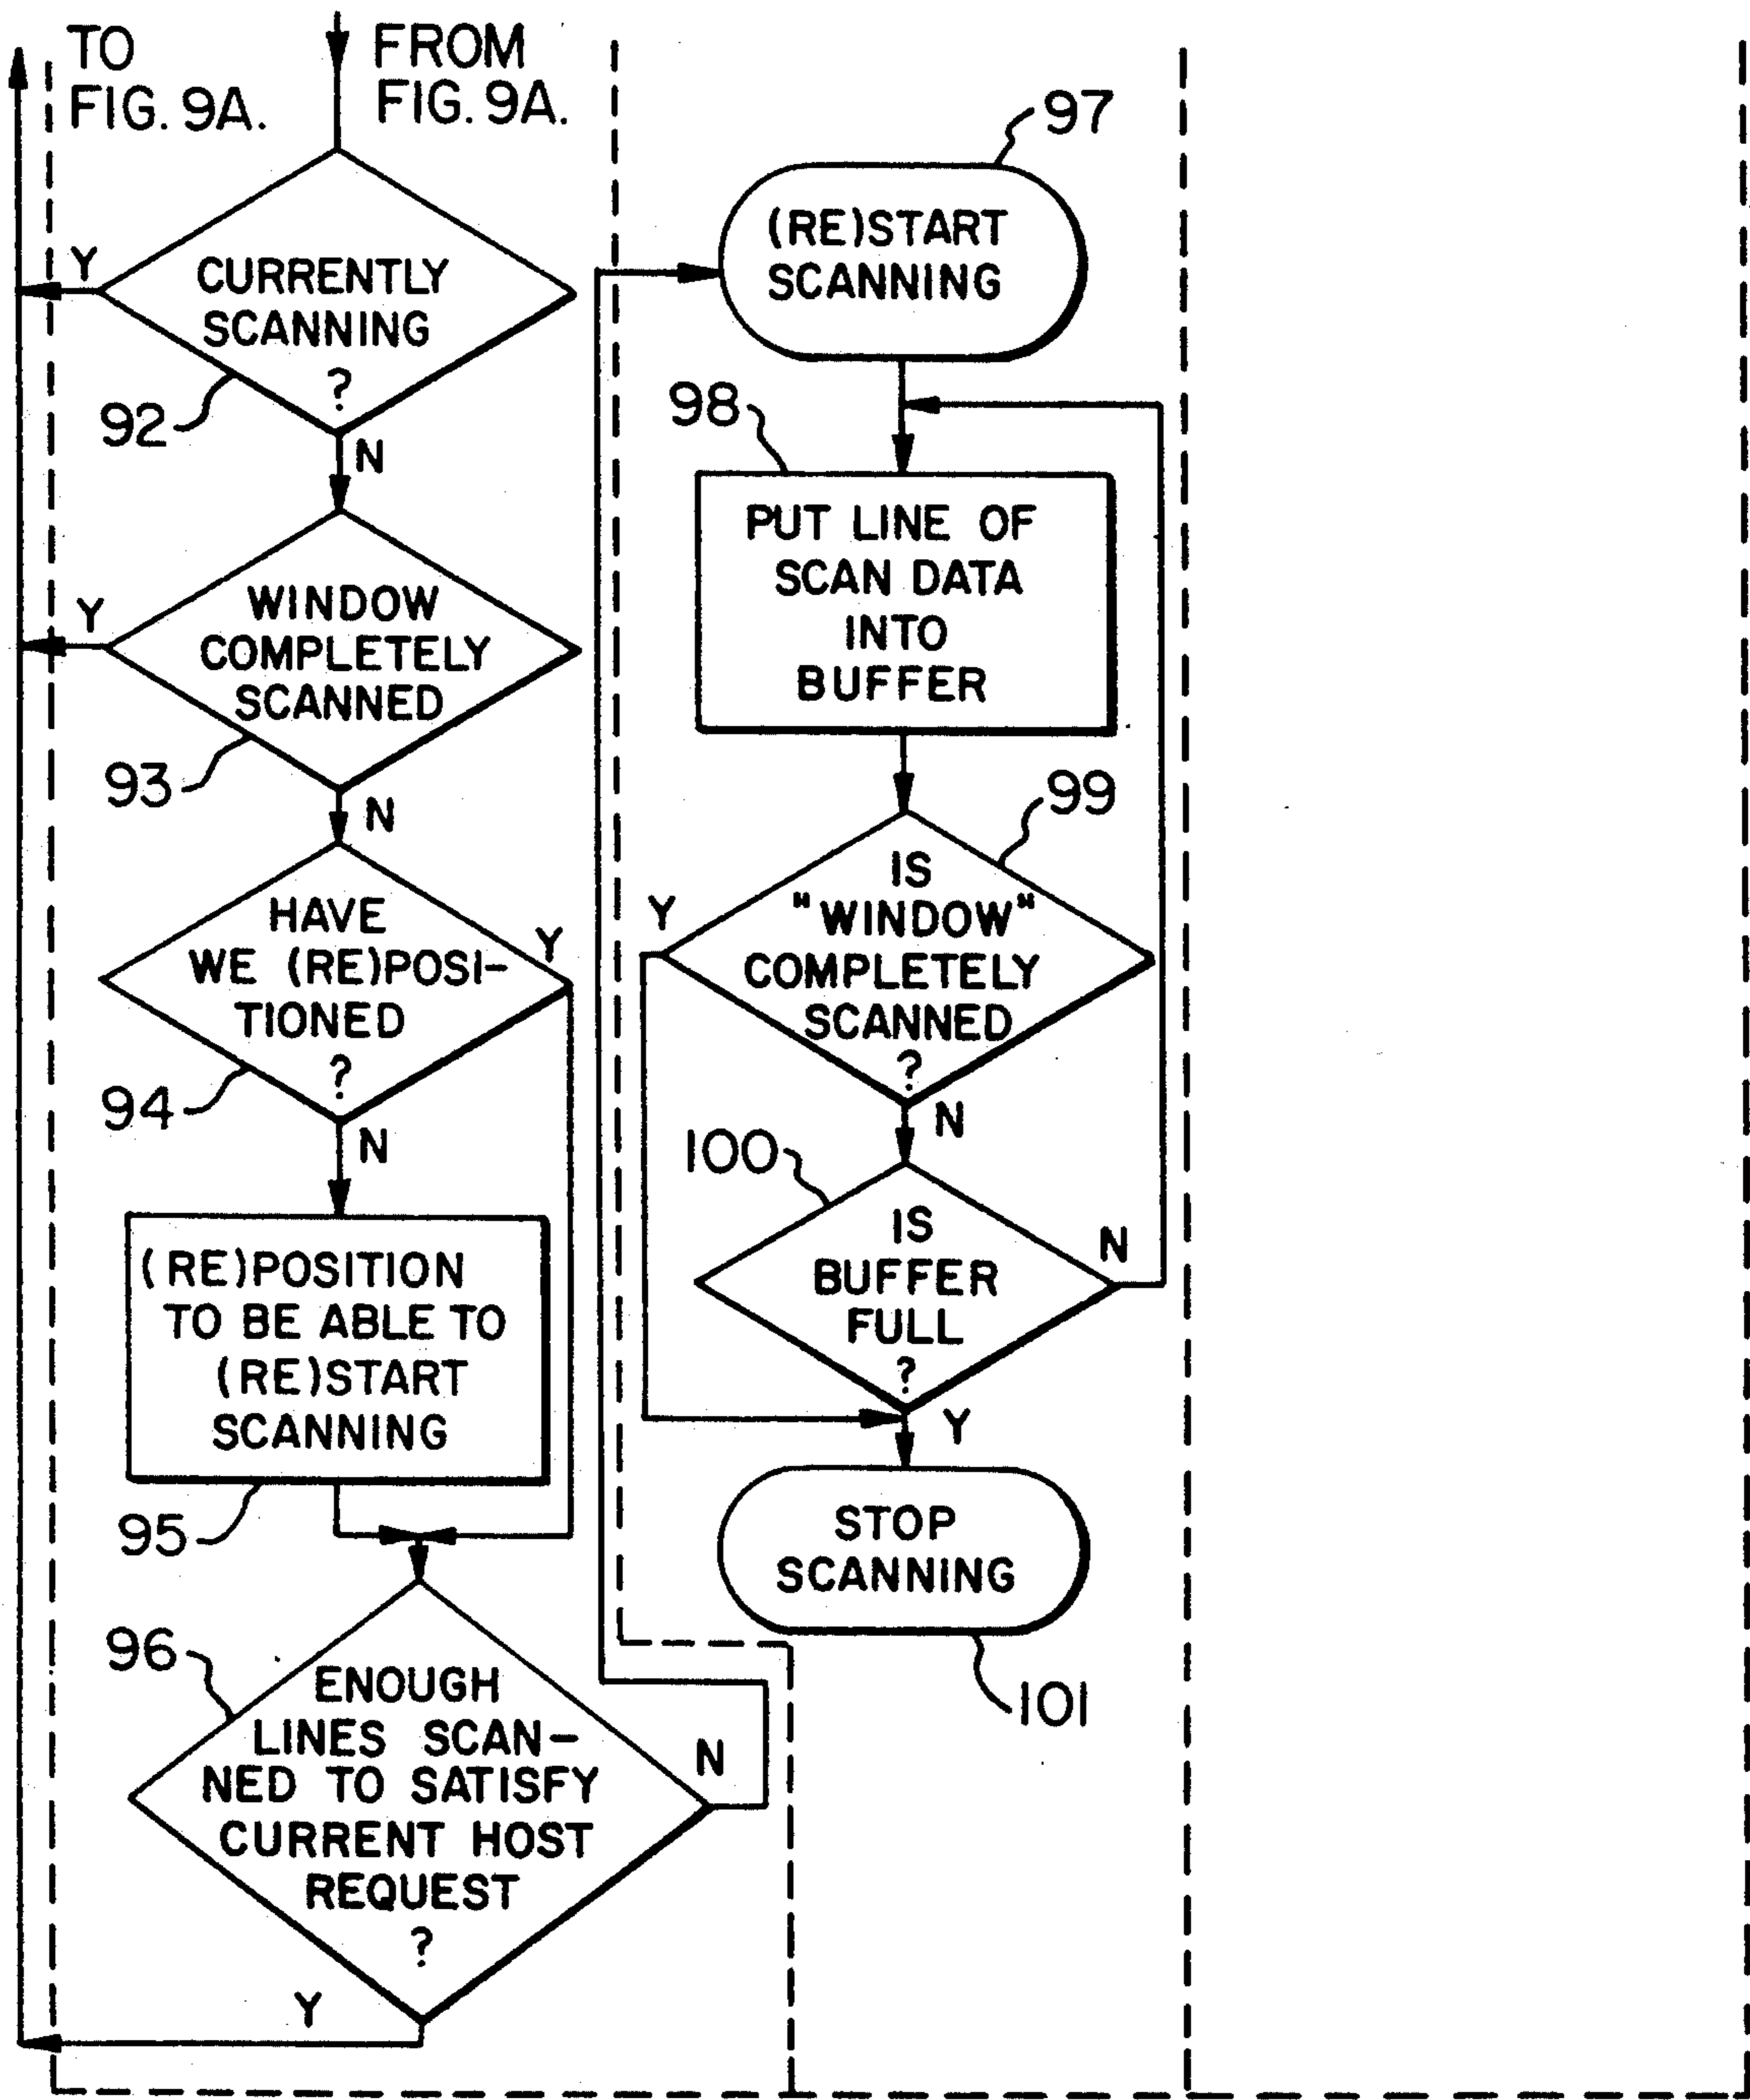 TO
FIG. 9A.
FROM
FIG. 9A.
Y
CURRENTLY
SCANNING
?
92
N
Y
WINDOW
COMPLETELY
SCANNED
93
N
HAVE
WE (RE)POSI-
TIONED
?
Y
94
N
(RE)POSITION
TO BE ABLE TO
(RE)START
SCANNING
95
96
ENOUGH
LINES SCAN-
NED TO SATISFY
CURRENT HOST
REQUEST
?
N
Y
97
(RE)START
SCANNING
98
PUT LINE OF
SCAN DATA
INTO
BUFFER
99
Y
IS
"WINDOW"
COMPLETELY
SCANNED
?
N
100
IS
BUFFER
FULL
?
N
Y
STOP
SCANNING
101